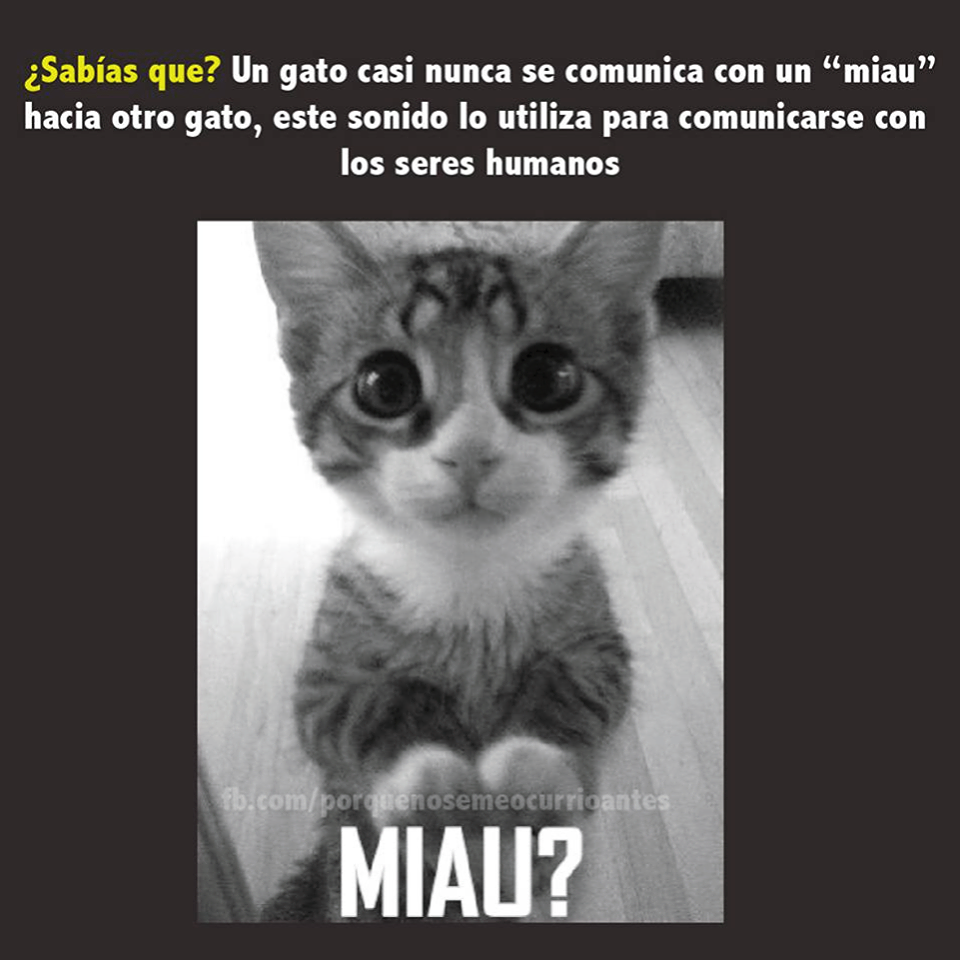 ¿Sabías que? Un gato casi nunca se comunica con un “miau”
hacia otro gato, este sonido lo utiliza para comunicarse con
los seres humanos
fb.com/porquenosemeocurrioantes
MIAU?